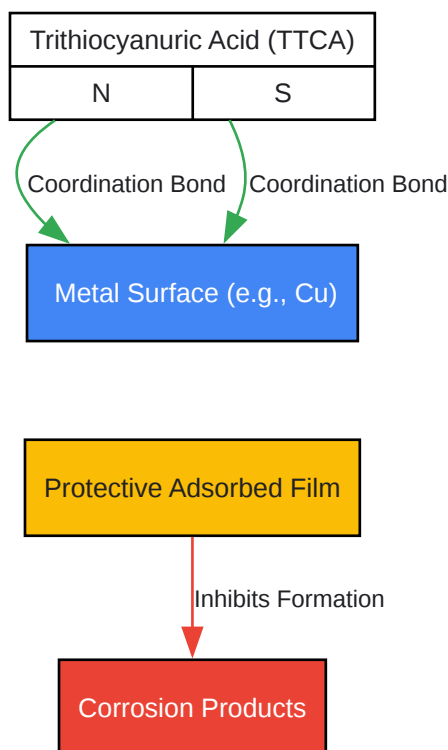 Trithiocyanuric Acid (TTCA)
N S
Coordination Bond Coordination Bond
Metal Surface (e.g., Cu)
Protective Adsorbed Film
Inhibits Formation
Corrosion Products